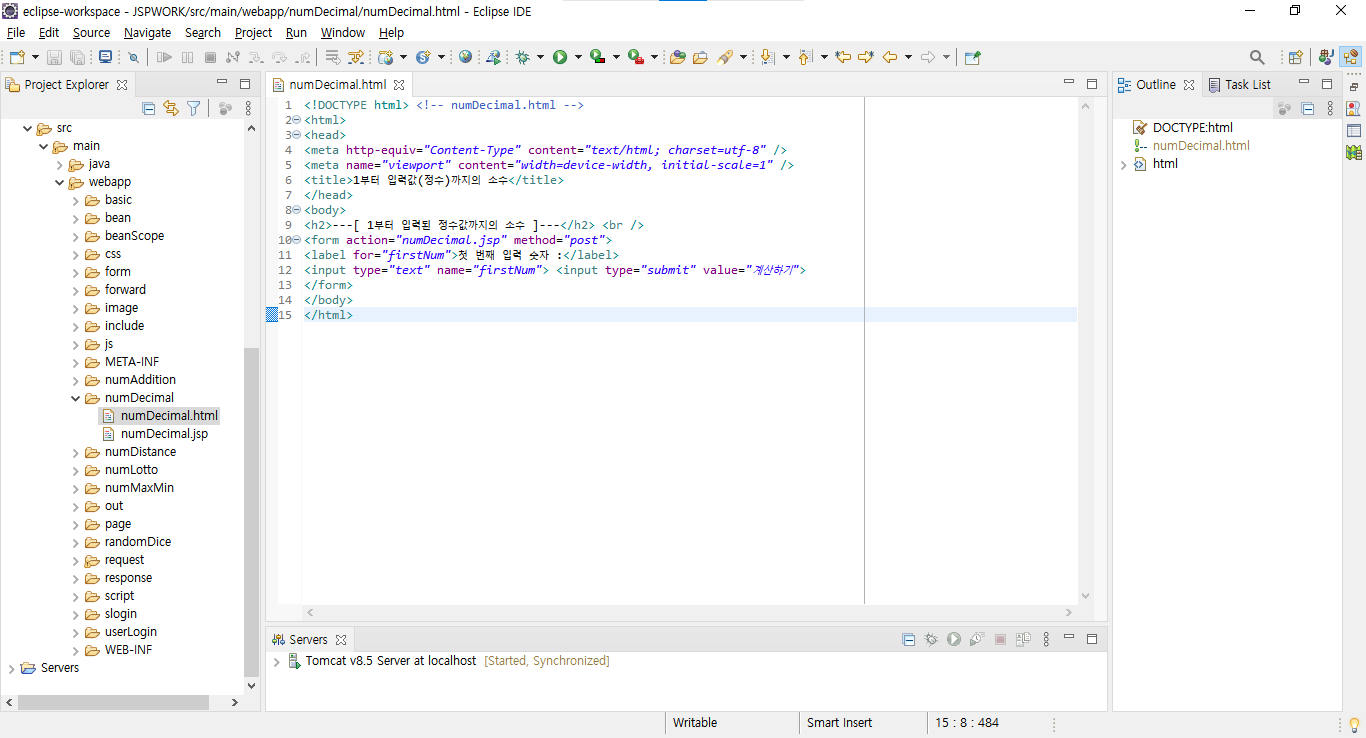 eclipse-workspace - JSPWORK/src/main/webapp/numDecimal/numDecimal.html - Eclipse IDE
File Edit Source Navigate Search Project Run Window Help
Project Explorer
src
main
java
webapp
basic
bean
beanScope
css
form
forward
image
include
js
META-INF
numAddition
numDecimal
numDecimal.html
numDecimal.jsp
numDistance
numLotto
numMaxMin
out
page
randomDice
request
response
script
slogin
userLogin
WEB-INF
Servers
numDecimal.html
1 <!DOCTYPE html> <!-- numDecimal.html -->
2 <html>
3 <head>
4 <meta http-equiv="Content-Type" content="text/html; charset=utf-8" />
5 <meta name="viewport" content="width=device-width, initial-scale=1" />
6 <title>1부터 입력값(정수)까지의 소수</title>
7 </head>
8 <body>
9 <h2>---[ 1부터 입력된 정수값까지의 소수 ]---</h2> <br />
10 <form action="numDecimal.jsp" method="post">
11 <label for="firstNum">첫 번째 입력 숫자 :</label>
12 <input type="text" name="firstNum"> <input type="submit" value="계산하기">
13 </form>
14 </body>
15 </html>
Servers
Tomcat v8.5 Server at localhost [Started, Synchronized]
Outline Task List
DOCTYPE:html
numDecimal.html
html
Writable Smart Insert 15 : 8 : 484